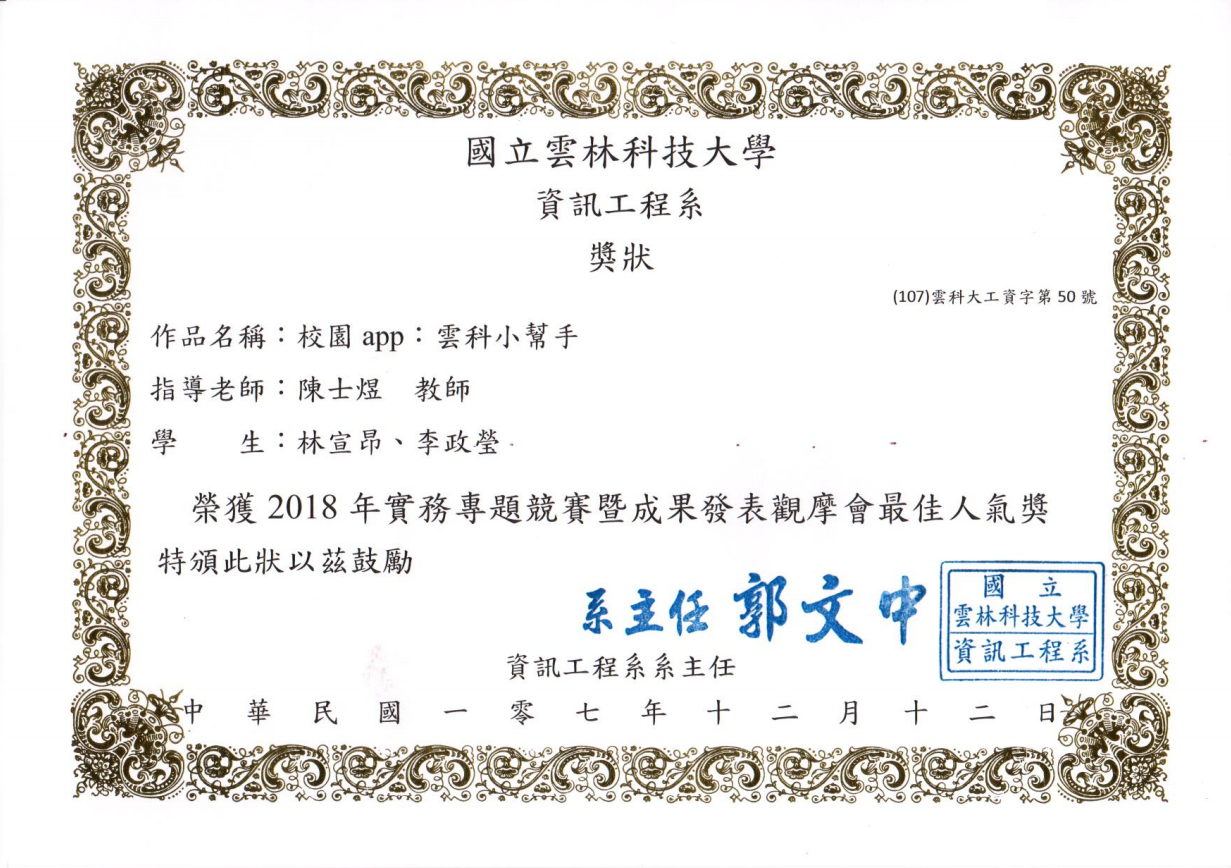 國立雲林科技大學
資訊工程系
獎狀
(107)雲科大工資字第 50 號
作品名稱：校園 app：雲科小幫手
指導老師：陳士煜　教師
學　　生：林宣昂、李政瑩
榮獲 2018 年實務專題競賽暨成果發表觀摩會最佳人氣獎
特頒此狀以茲鼓勵
系主任 郭文中
國立
雲林科技大學
資訊工程系
資訊工程系系主任
中華民國一零七年十二月十二日